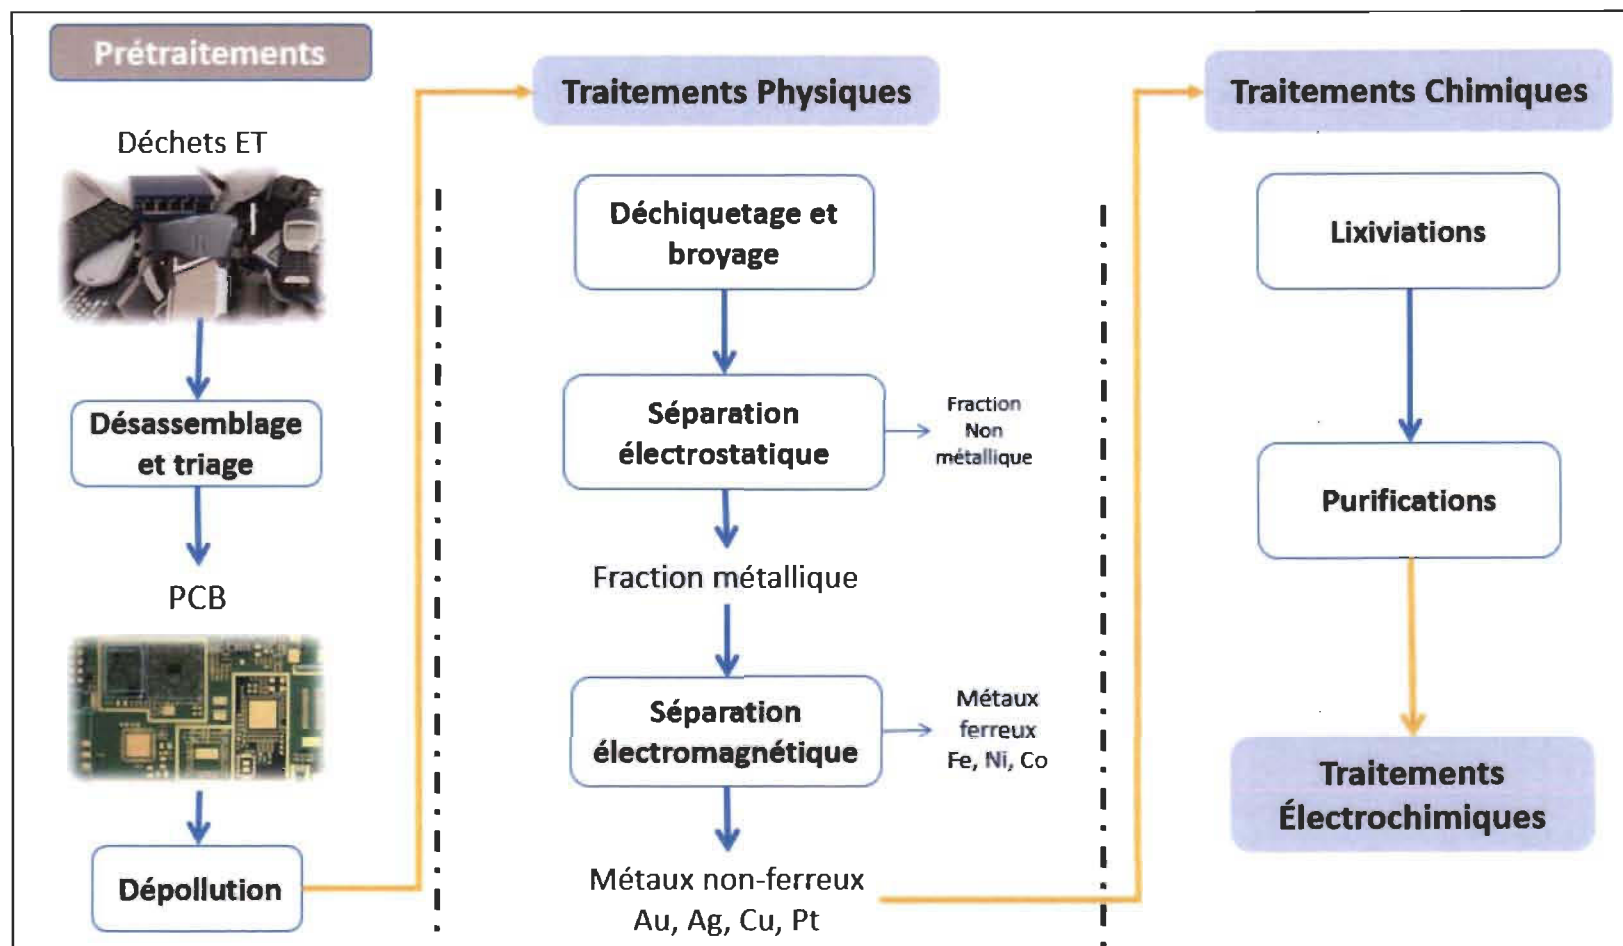 Prétraitements
Déchets ET
Désassemblage
et triage
PCB
Dépollution
Traitements Physiques
Déchiquetage et
broyage
Séparation
électrostatique
Fraction
Non
métallique
Fraction métallique
Séparation
électromagnétique
Métaux
ferreux
Fe, Ni, Co
Métaux non-ferreux
Au, Ag, Cu, Pt
Traitements Chimiques
Lixiviations
Purifications
Traitements
Électrochimiques